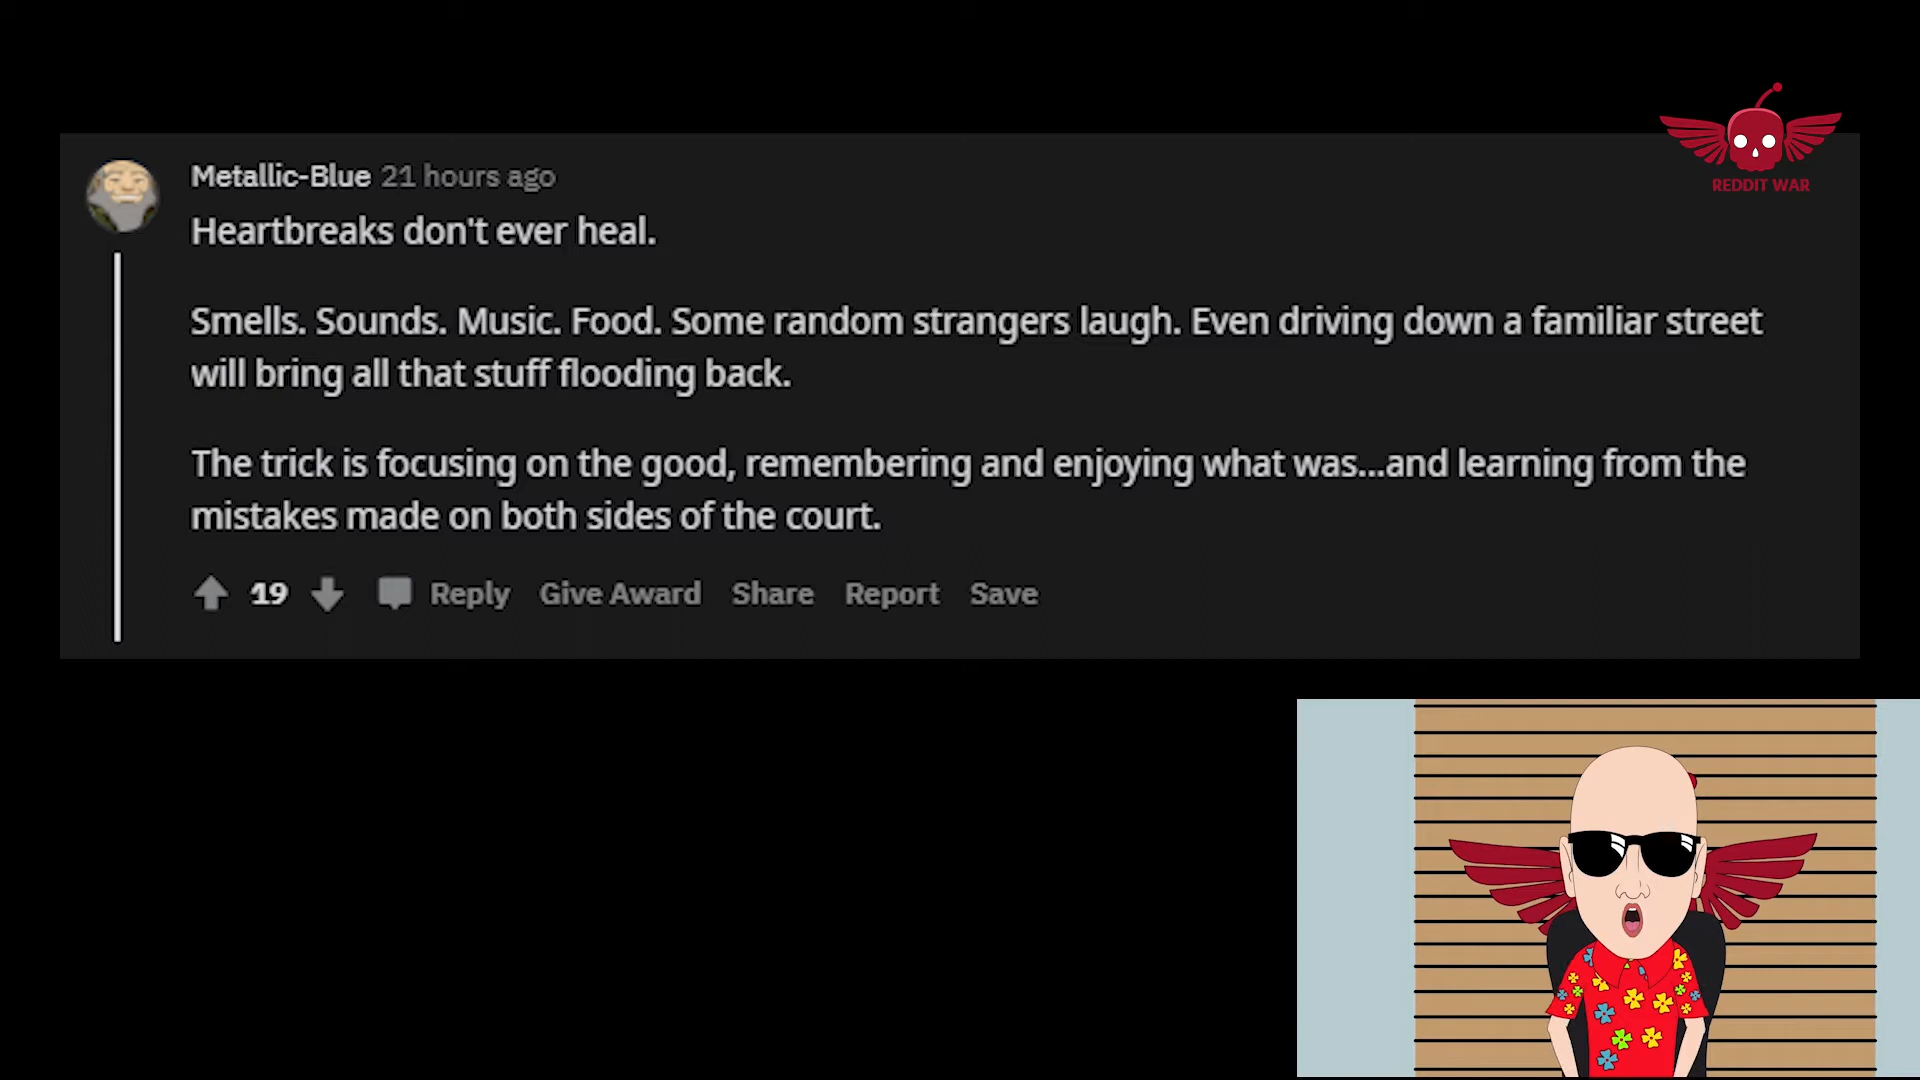 REDDIT WAR
Metallic-Blue 21 hours ago
Heartbreaks don't ever heal.
Smells. Sounds. Music. Food. Some random strangers laugh. Even driving down a familiar street
will bring all that stuff flooding back.
The trick is focusing on the good, remembering and enjoying what was...and learning from the
mistakes made on both sides of the court.
19 Reply Give Award Share Report Save